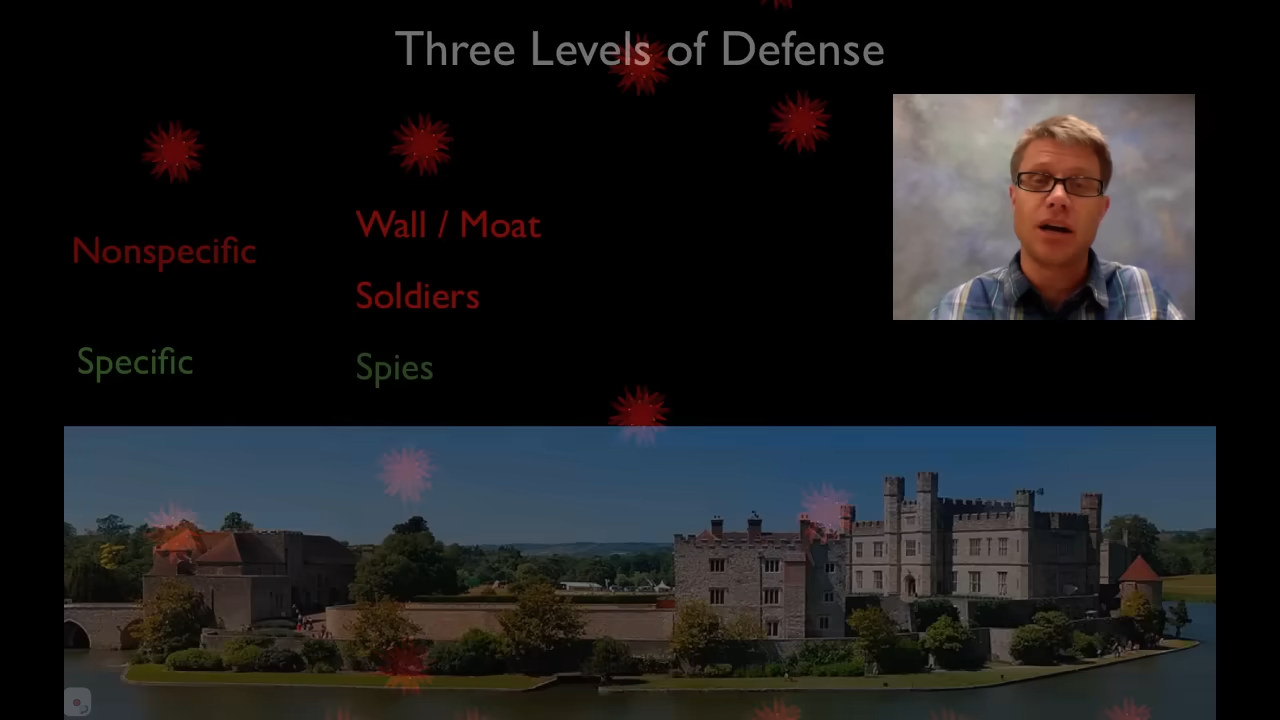 Three Levels of Defense
Nonspecific
Wall / Moat
Soldiers
Specific
Spies